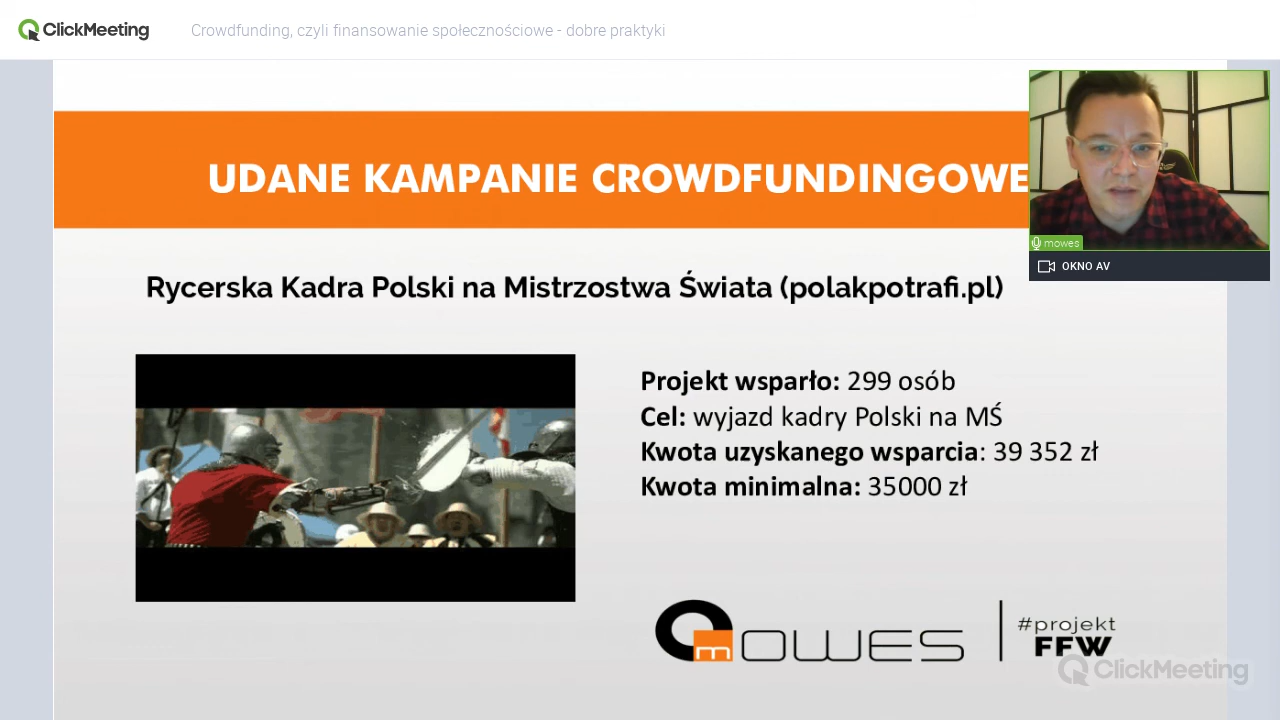 ClickMeeting
Crowdfunding, czyli finansowanie społecznościowe - dobre praktyki
UDANE KAMPANIE CROWDFUNDINGOWE
mowes
OKNO AV
Rycerska Kadra Polski na Mistrzostwa Świata (polakpotrafi.pl)
Projekt wsparło: 299 osób
Cel: wyjazd kadry Polski na MŚ
Kwota uzyskanego wsparcia: 39 352 zł
Kwota minimalna: 35000 zł
m OWES
#projekt
FFW
ClickMeeting